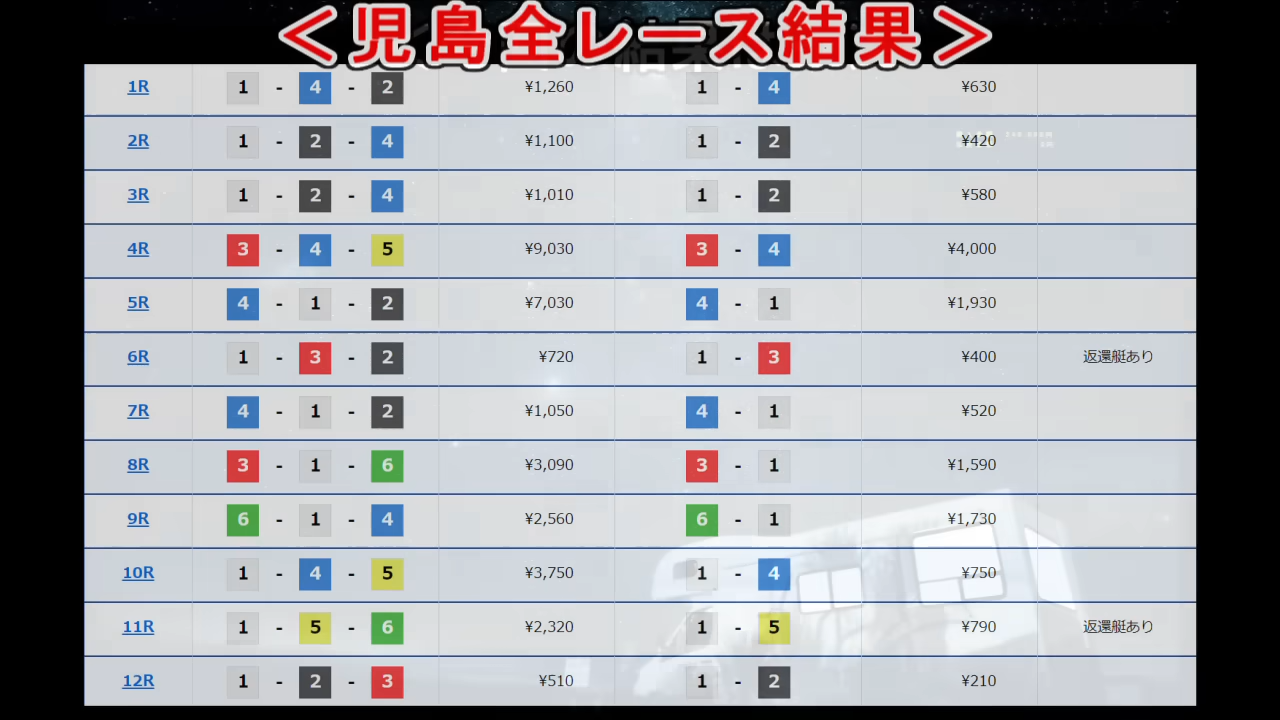 ＜児島全レース結果＞
1R 1 - 4 - 2 ¥1,260 1 - 4 ¥630
2R 1 - 2 - 4 ¥1,100 1 - 2 ¥420
3R 1 - 2 - 4 ¥1,010 1 - 2 ¥580
4R 3 - 4 - 5 ¥9,030 3 - 4 ¥4,000
5R 4 - 1 - 2 ¥7,030 4 - 1 ¥1,930
6R 1 - 3 - 2 ¥720 1 - 3 ¥400 返還艇あり
7R 4 - 1 - 2 ¥1,050 4 - 1 ¥520
8R 3 - 1 - 6 ¥3,090 3 - 1 ¥1,590
9R 6 - 1 - 4 ¥2,560 6 - 1 ¥1,730
10R 1 - 4 - 5 ¥3,750 1 - 4 ¥750
11R 1 - 5 - 6 ¥2,320 1 - 5 ¥790 返還艇あり
12R 1 - 2 - 3 ¥510 1 - 2 ¥210